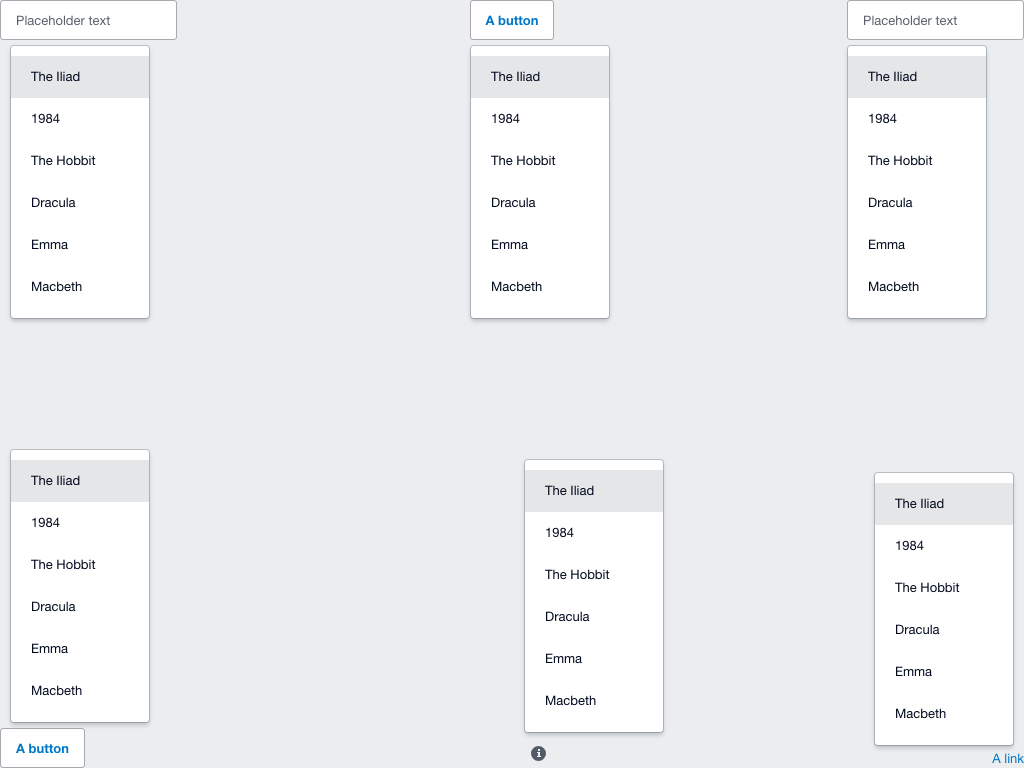 Placeholder text
The Iliad
1984
The Hobbit
Dracula
Emma
Macbeth
A button
The Iliad
1984
The Hobbit
Dracula
Emma
Macbeth
Placeholder text
The Iliad
1984
The Hobbit
Dracula
Emma
Macbeth
The Iliad
1984
The Hobbit
Dracula
Emma
Macbeth
A button
The Iliad
1984
The Hobbit
Dracula
Emma
Macbeth
The Iliad
1984
The Hobbit
Dracula
Emma
Macbeth
A link